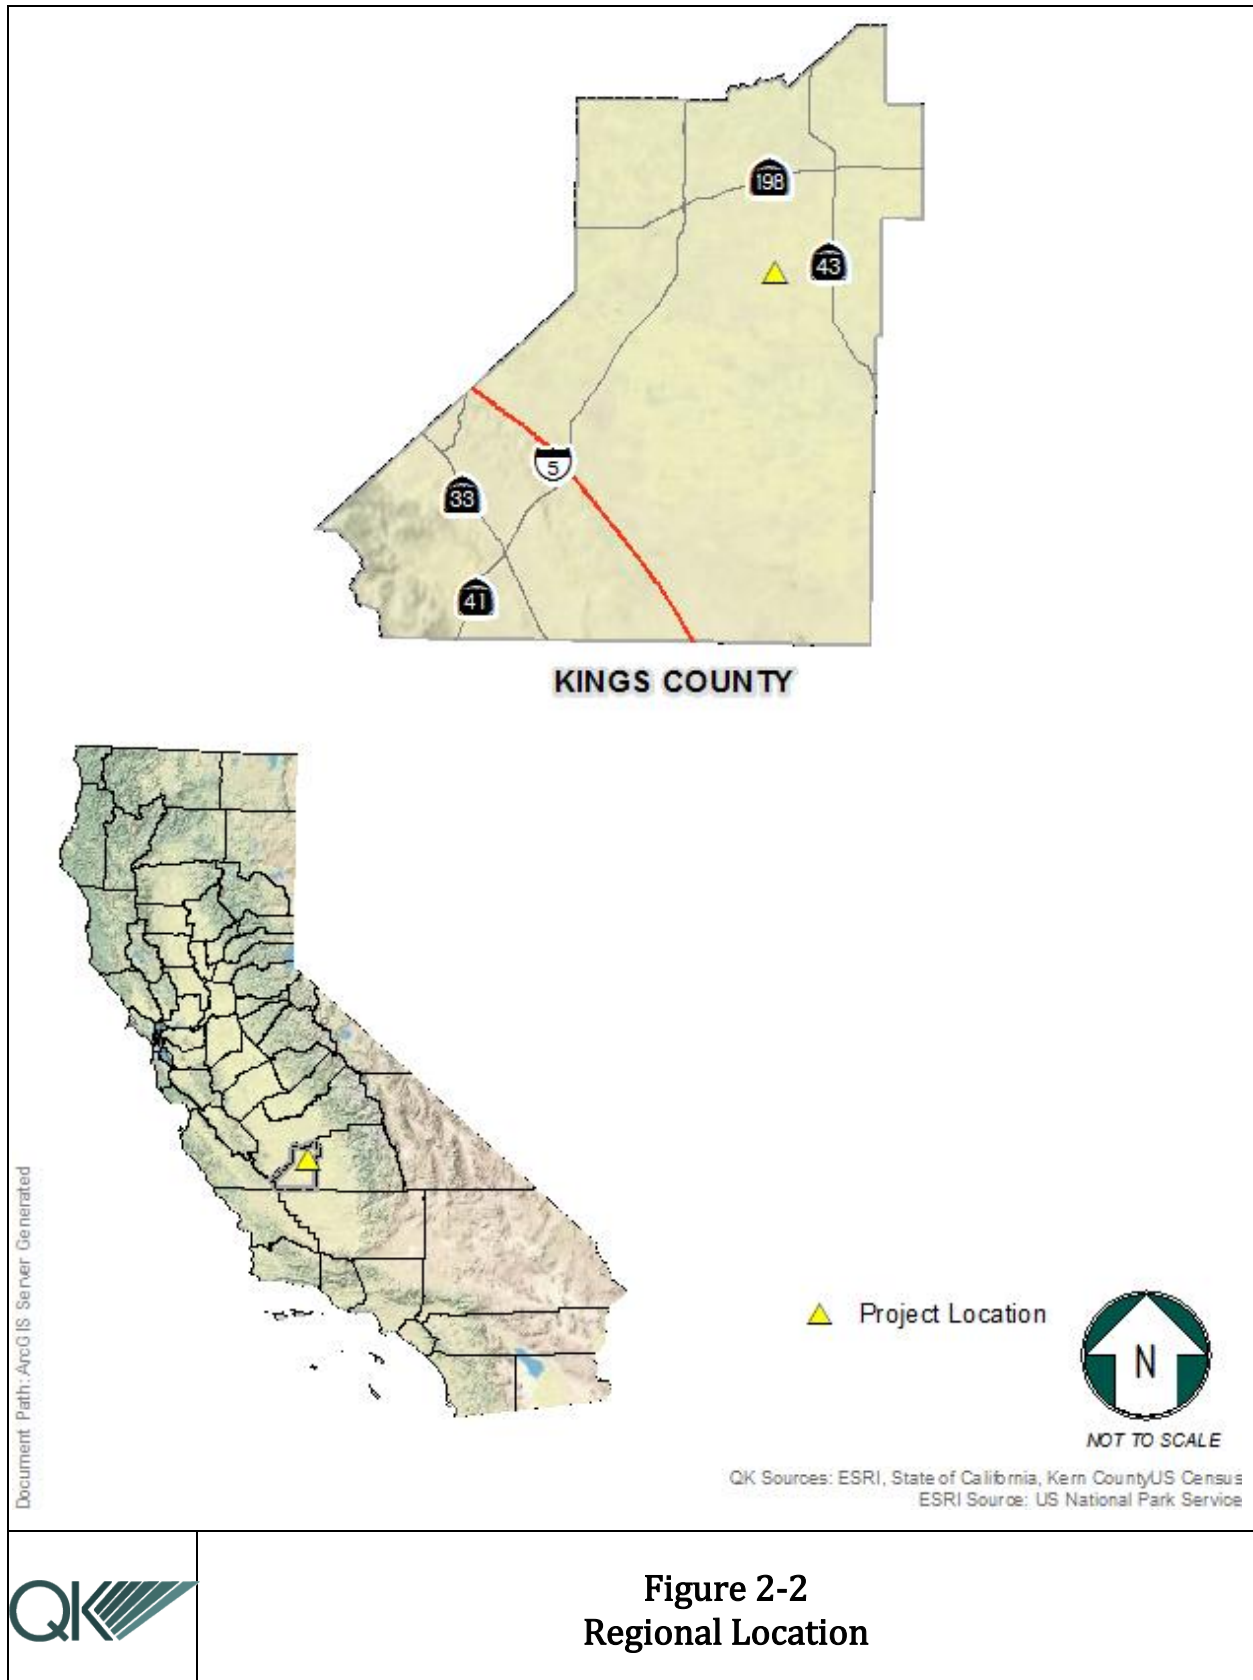 198
43
5
33
41
KINGS COUNTY
Project Location
N
NOT TO SCALE
Document Path: ArcGIS Server Generated
QK Sources: ESRI, State of California, Kern CountyUS Census
ESRI Source: US National Park Service
QK
Figure 2-2
Regional Location